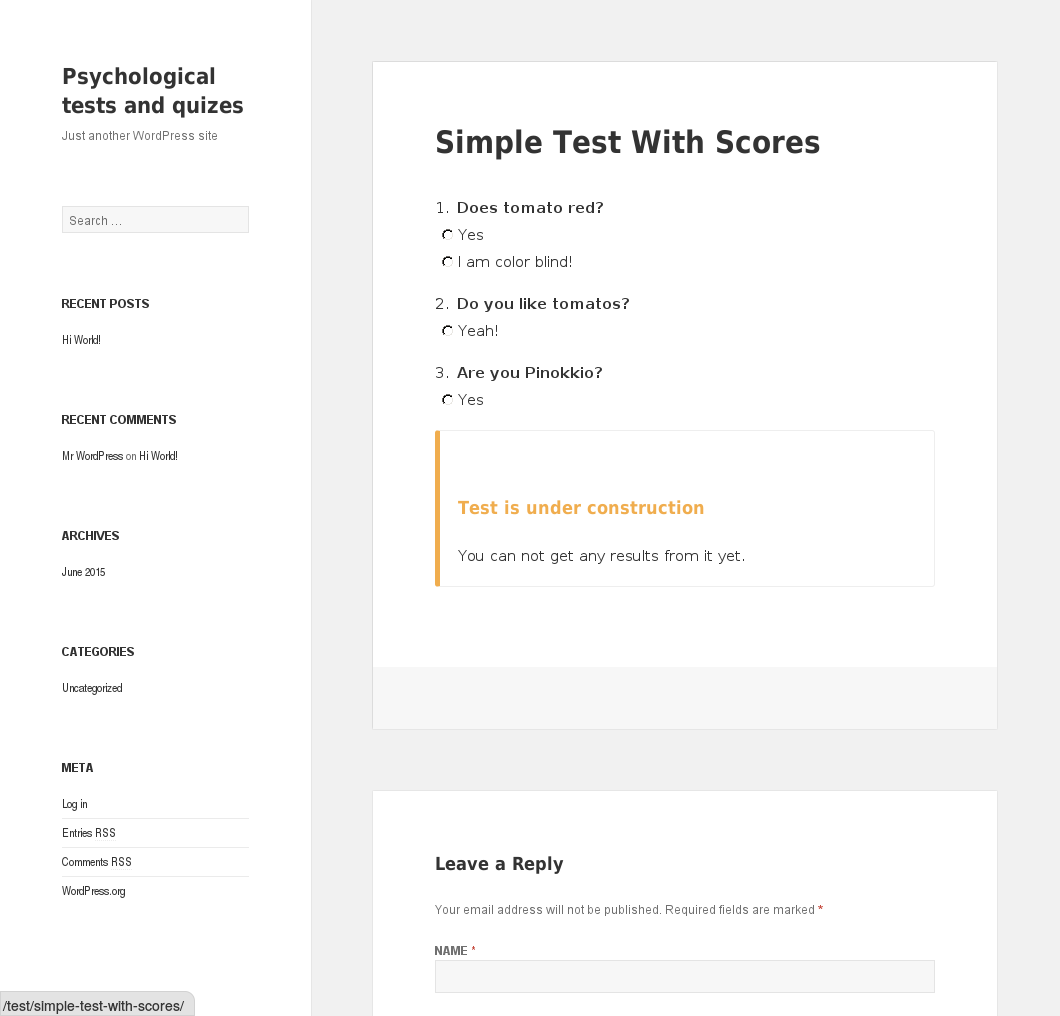 Psychological
tests and quizes
Just another WordPress site
Search ...
RECENT POSTS
Hi World!
RECENT COMMENTS
Mr WordPress on Hi World!
ARCHIVES
June 2015
CATEGORIES
Uncategorized
META
Log in
Entries RSS
Comments RSS
WordPress.org
Simple Test With Scores
1. Does tomato red?
Yes
I am color blind!
2. Do you like tomatos?
Yeah!
3. Are you Pinokkio?
Yes
Test is under construction
You can not get any results from it yet.
Leave a Reply
Your email address will not be published. Required fields are marked *
NAME *
/test/simple-test-with-scores/